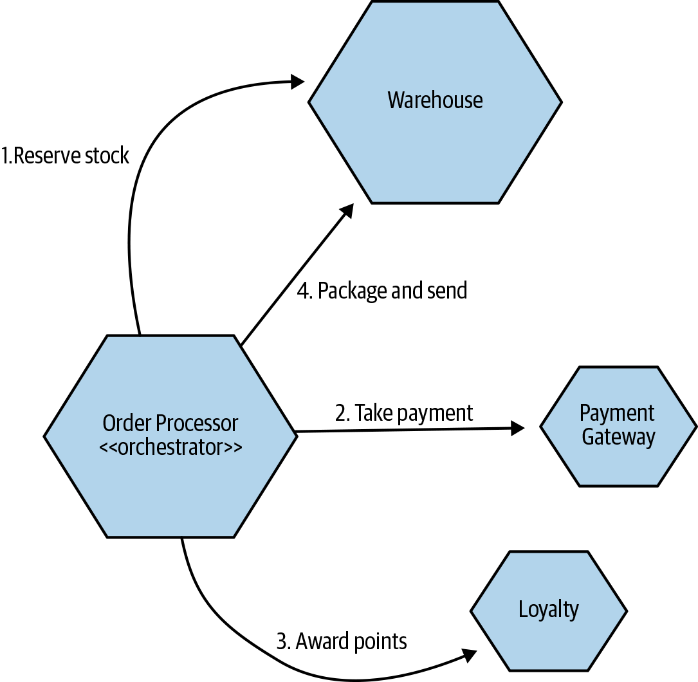 Warehouse
1.Reserve stock
4. Package and send
Order Processor
<<orchestrator>>
2. Take payment
Payment
Gateway
Loyalty
3. Award points